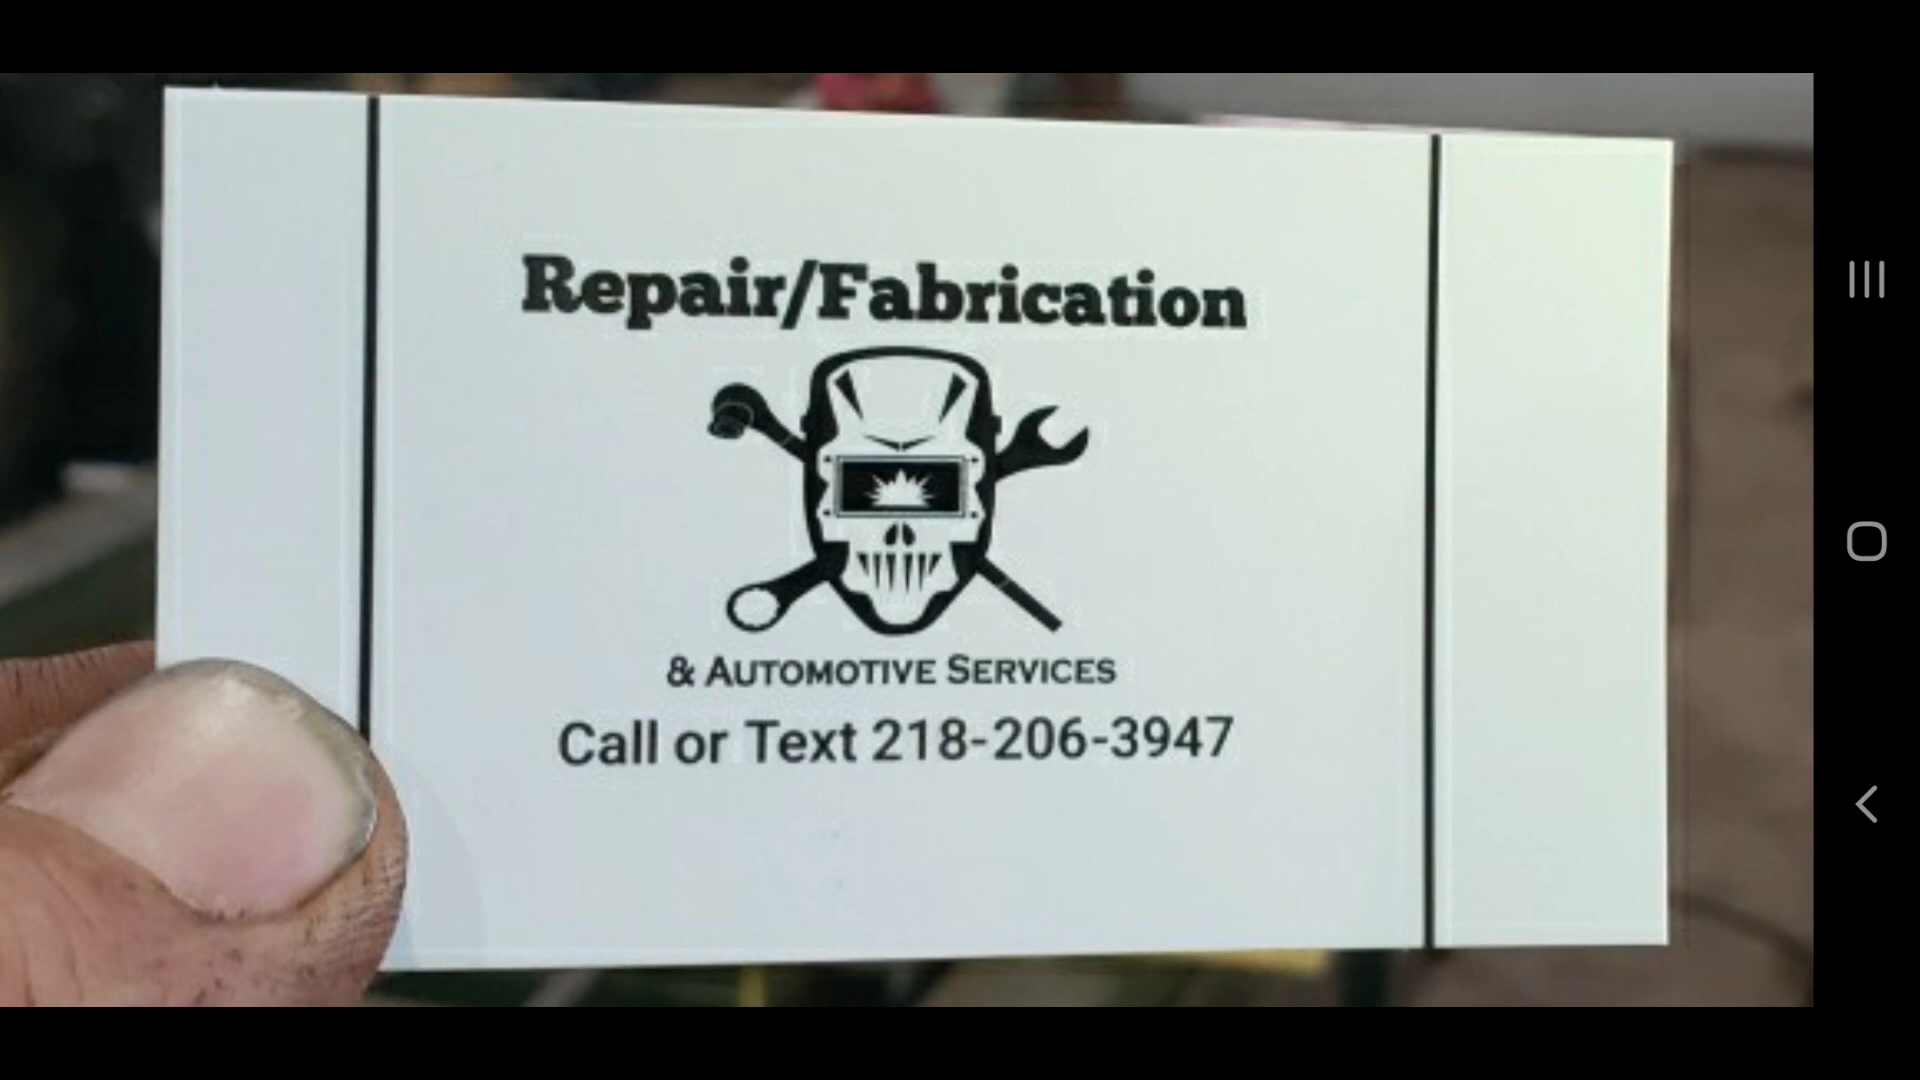 Repair/Fabrication
& Automotive Services
Call or Text 218-206-3947